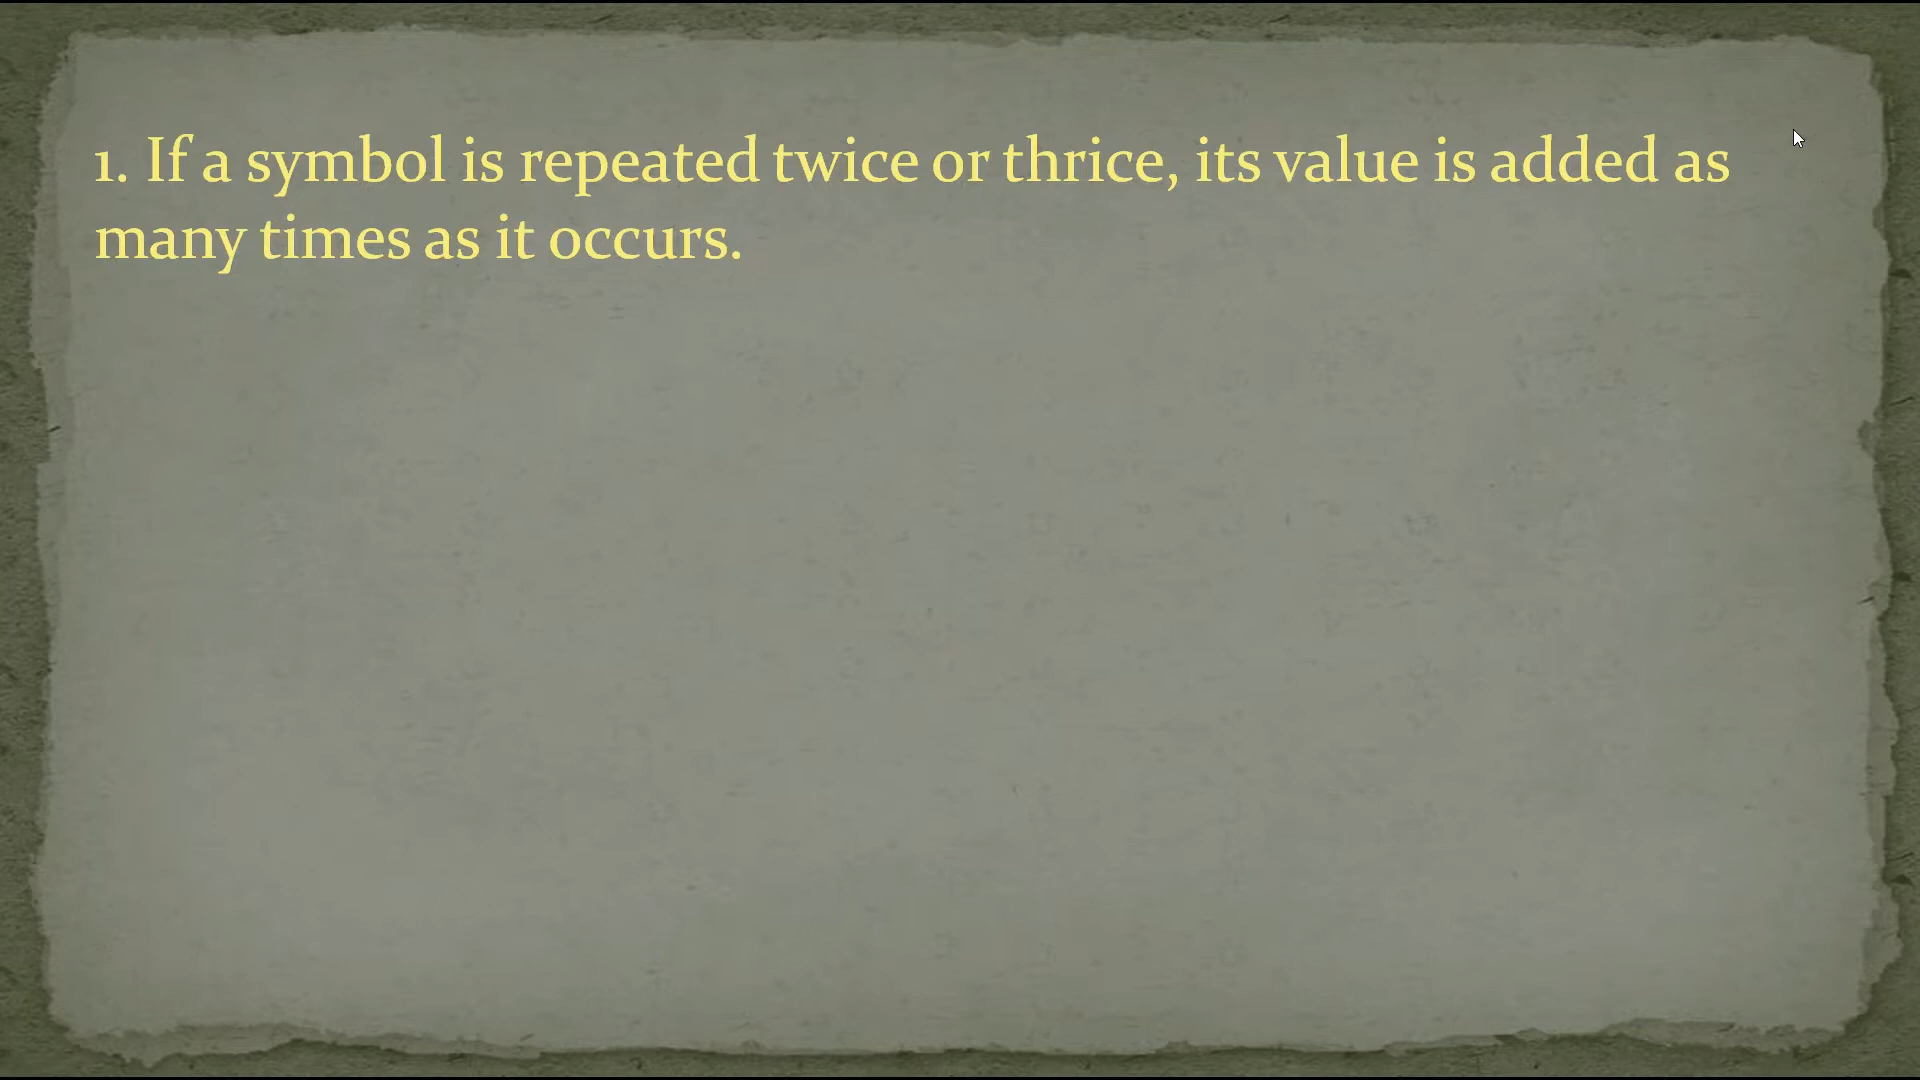 1. If a symbol is repeated twice or thrice, its value is added as
many times as it occurs.